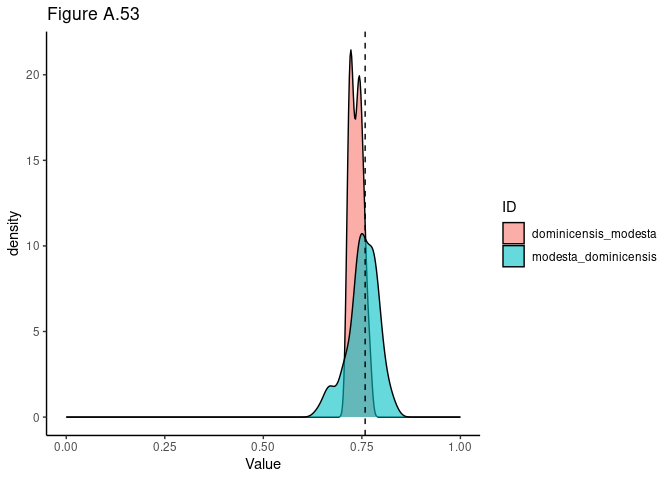 Figure A.53
density
20
15
10
5
0
0.00 0.25 0.50 0.75 1.00
Value
ID
dominicensis_modesta
modesta_dominicensis